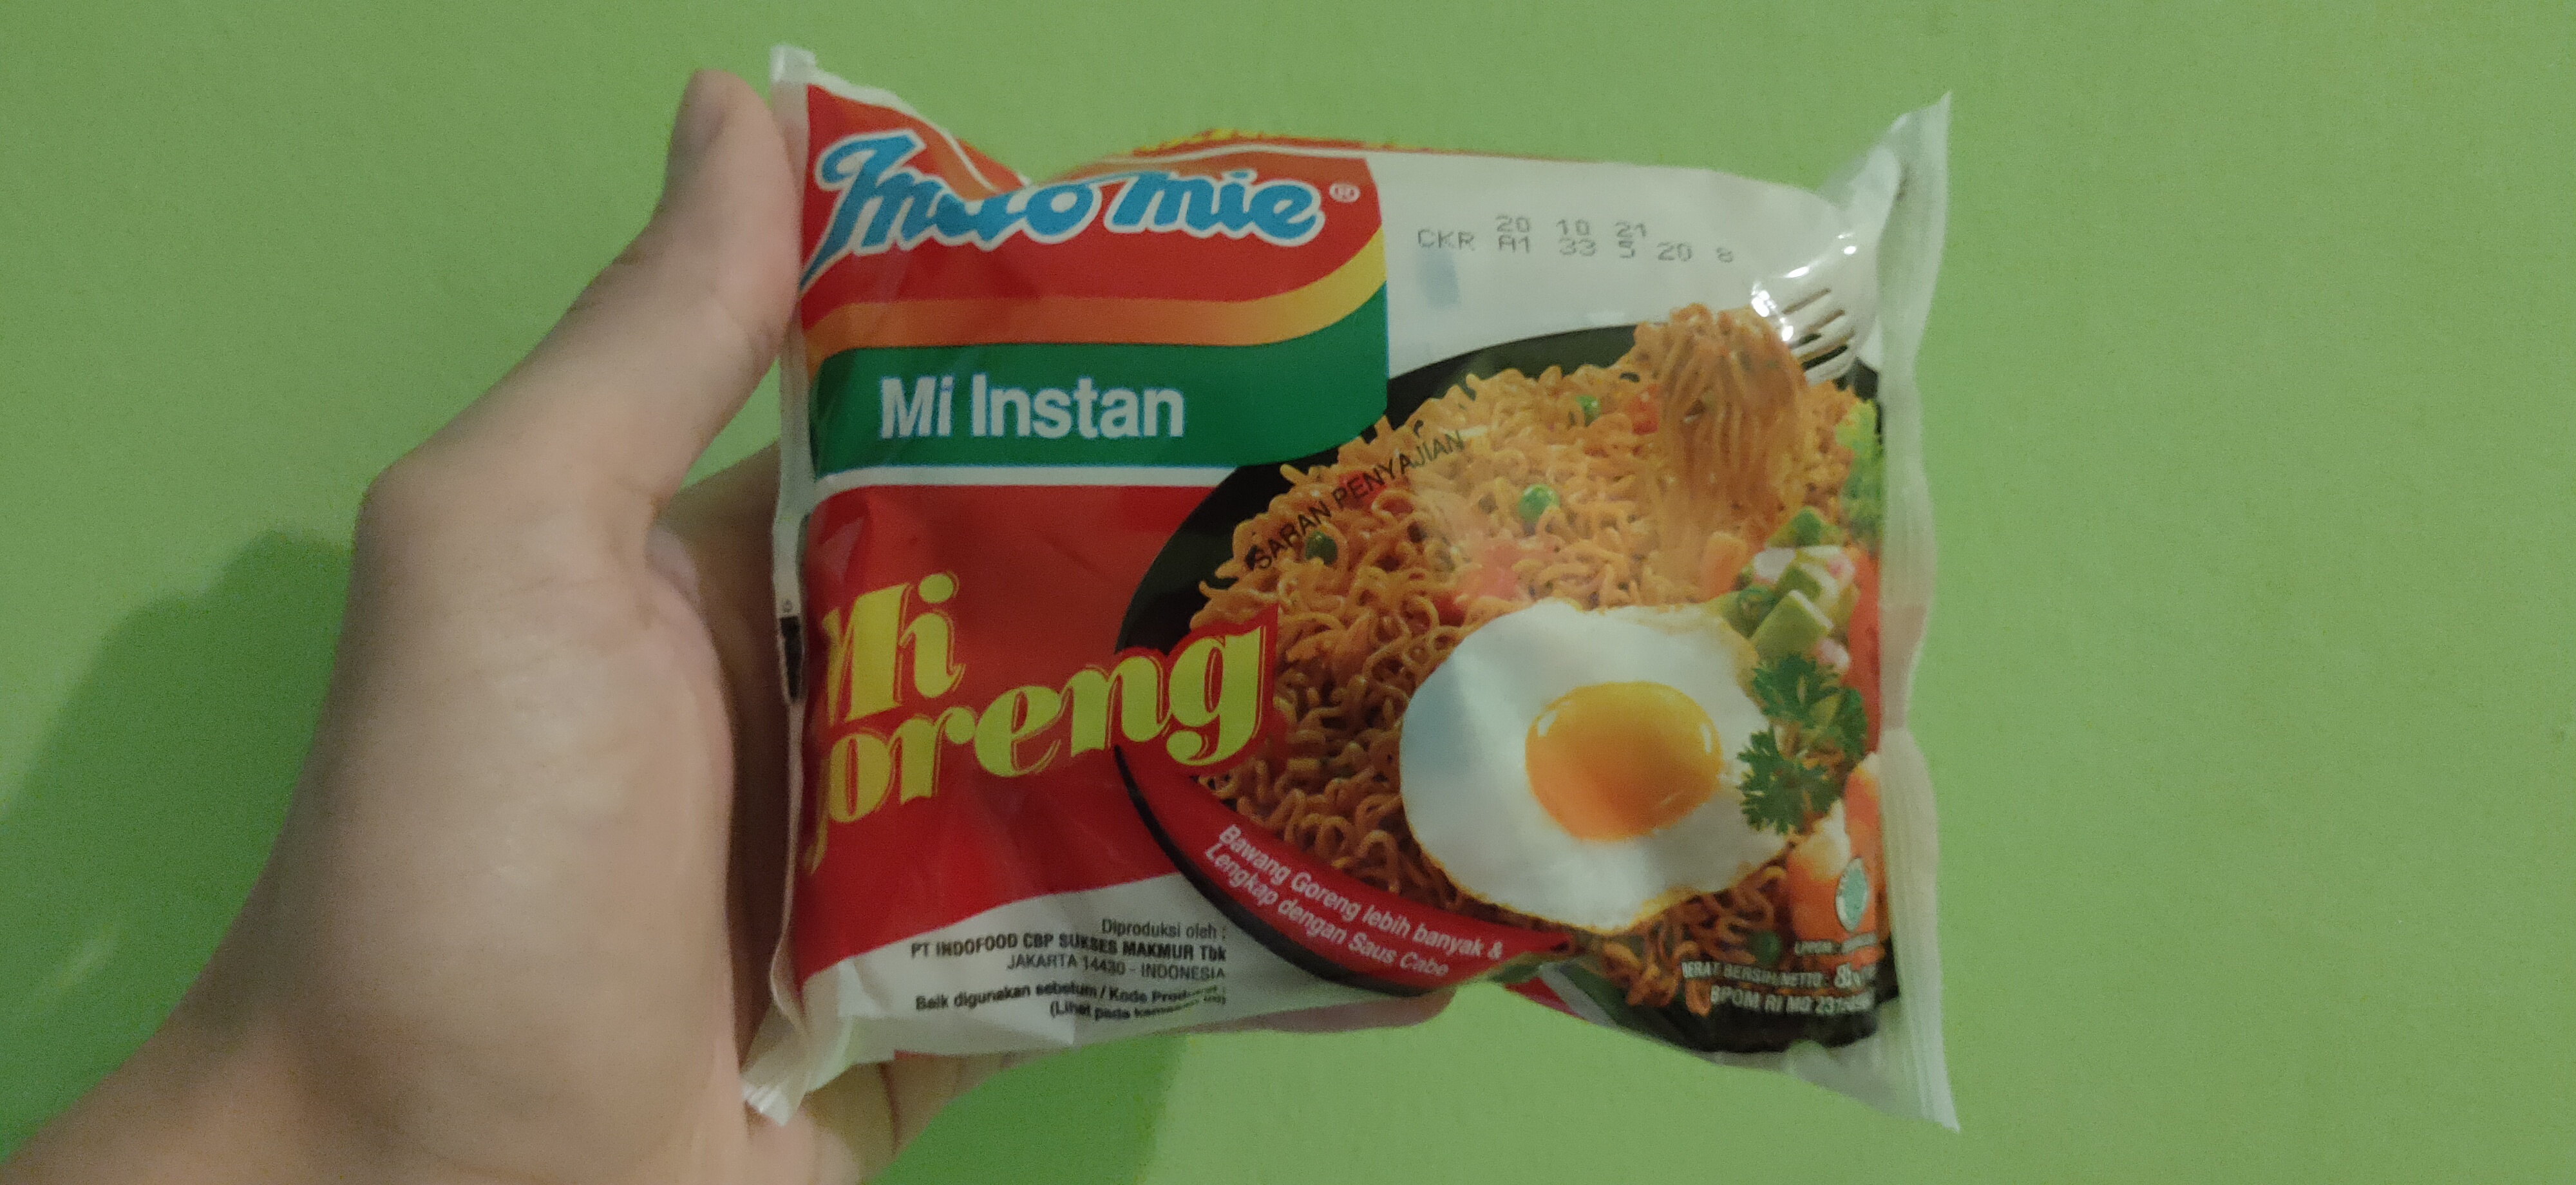 Indomie®
20 10 21
CKR A1 33 5 20 8
Mi Instan
SARAN PENYAJIAN
Mi
goreng
Bawang Goreng lebih banyak &
Lengkap dengan Saus Cabe
Diproduksi oleh :
PT INDOFOOD CBP SUKSES MAKMUR Tbk
JAKARTA 14430 - INDONESIA
Baik digunakan sebelum / Kode Produksi :
(Lihat pada kemasan ini)
BERAT BERSIH/NETTO :
BPOM RI MD